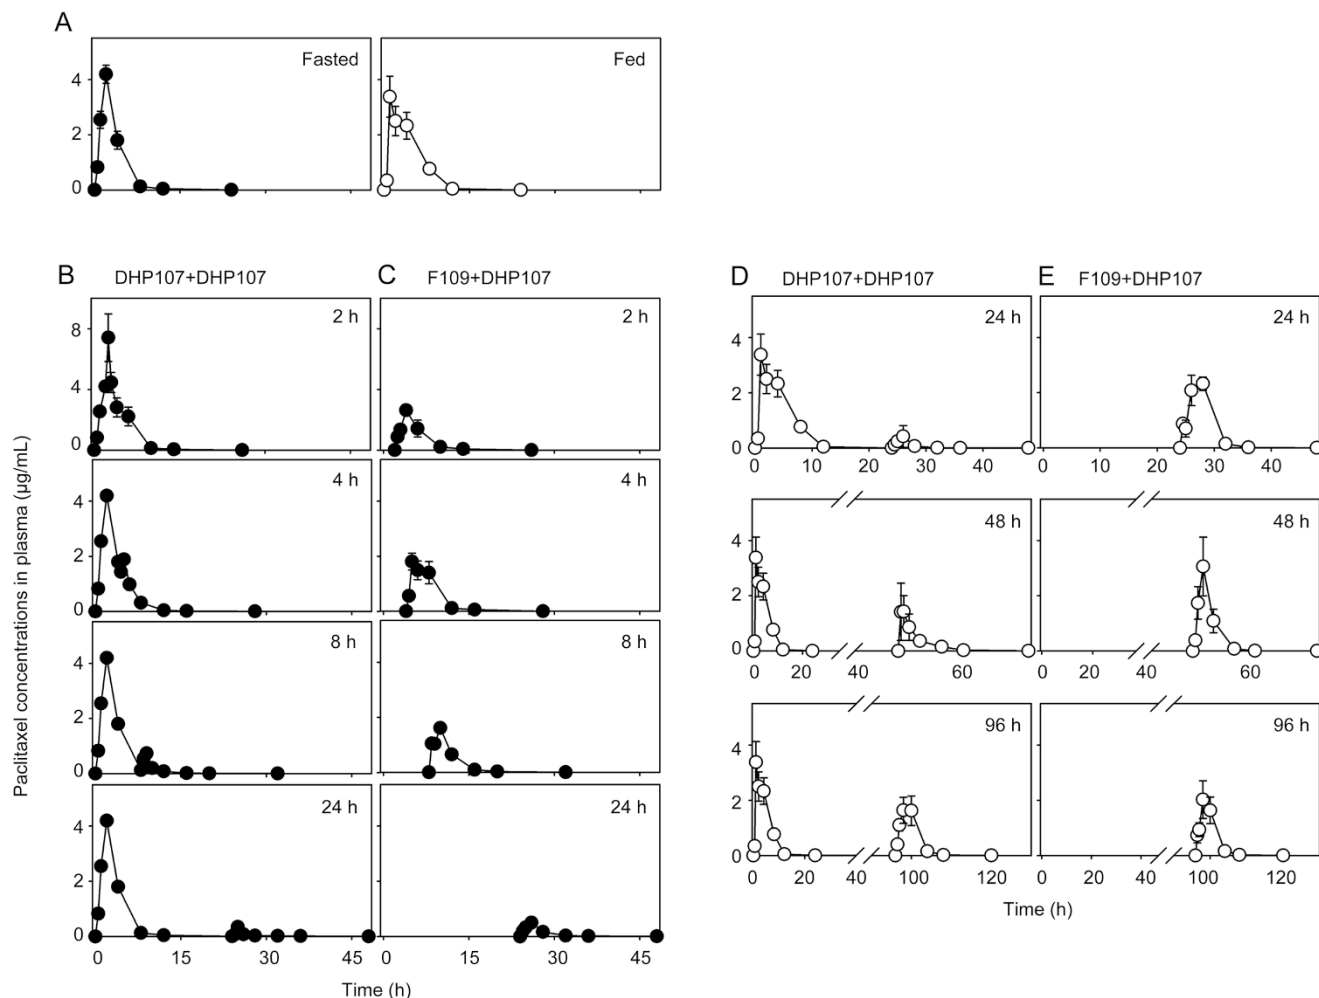 A
Fasted
Fed
4
2
0
B
DHP107+DHP107
C
F109+DHP107
2 h
2 h
8
4
0
4 h
4 h
4
2
0
8 h
8 h
4
2
0
24 h
24 h
4
2
0
0 15 30 45
0 15 30 45
Time (h)
Paclitaxel concentrations in plasma (µg/mL)
D
DHP107+DHP107
E
F109+DHP107
24 h
24 h
4
2
0
0 10 20 30 40
0 10 20 30 40
48 h
48 h
4
2
0
0 20 40 60
0 20 40 60
96 h
96 h
4
2
0
0 20 40 100 120
0 20 40 100 120
Time (h)